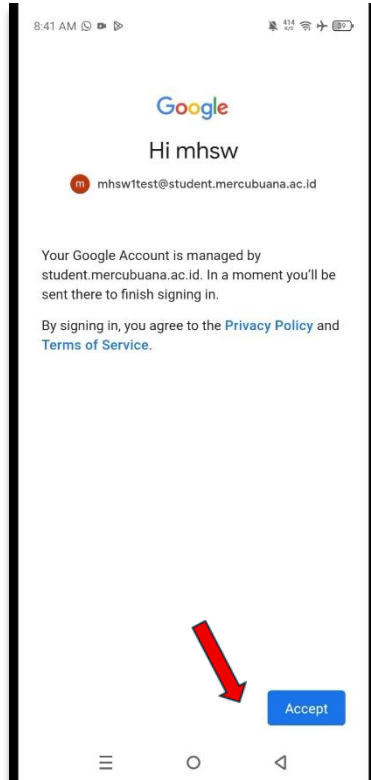 8:41 AM
414
K/S
89
Google
Hi mhsw
m mhsw1test@student.mercubuana.ac.id
Your Google Account is managed by
student.mercubuana.ac.id. In a moment you'll be
sent there to finish signing in.
By signing in, you agree to the Privacy Policy and
Terms of Service.
Accept